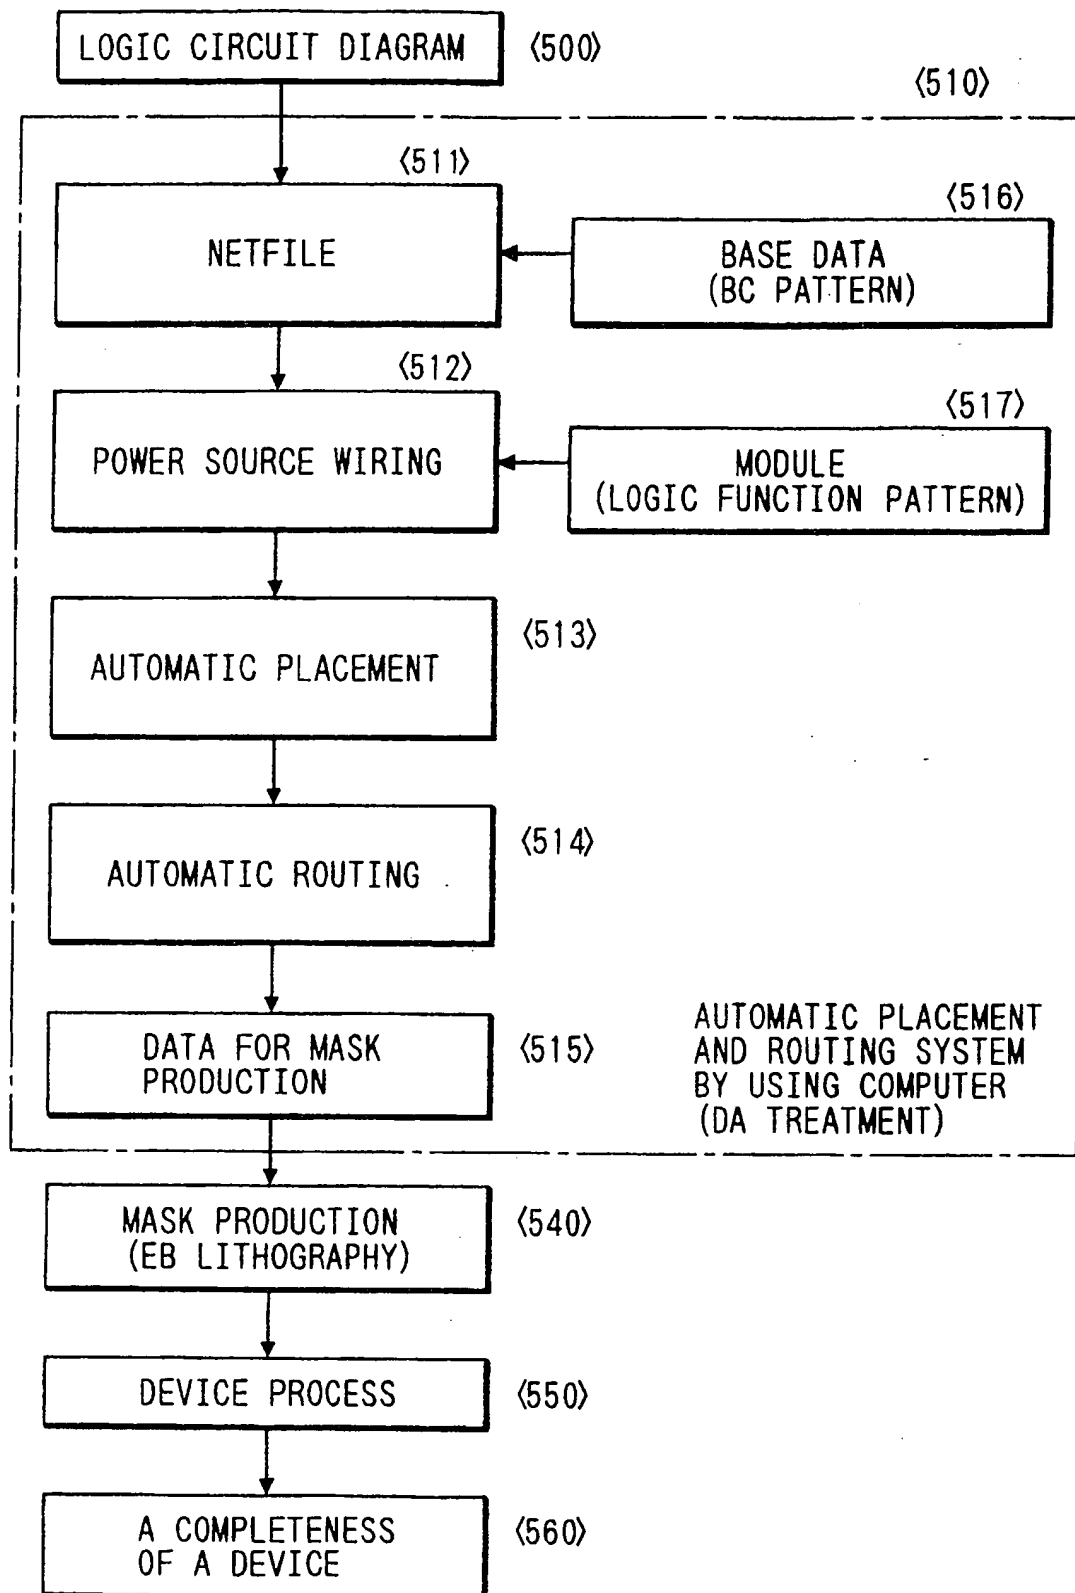 LOGIC CIRCUIT DIAGRAM
⟨500⟩
⟨510⟩
⟨511⟩
NETFILE
⟨516⟩
BASE DATA
(BC PATTERN)
⟨512⟩
POWER SOURCE WIRING
⟨517⟩
MODULE
(LOGIC FUNCTION PATTERN)
⟨513⟩
AUTOMATIC PLACEMENT
⟨514⟩
AUTOMATIC ROUTING
DATA FOR MASK
PRODUCTION
⟨515⟩
AUTOMATIC PLACEMENT
AND ROUTING SYSTEM
BY USING COMPUTER
(DA TREATMENT)
MASK PRODUCTION
(EB LITHOGRAPHY)
⟨540⟩
DEVICE PROCESS
⟨550⟩
A COMPLETENESS
OF A DEVICE
⟨560⟩